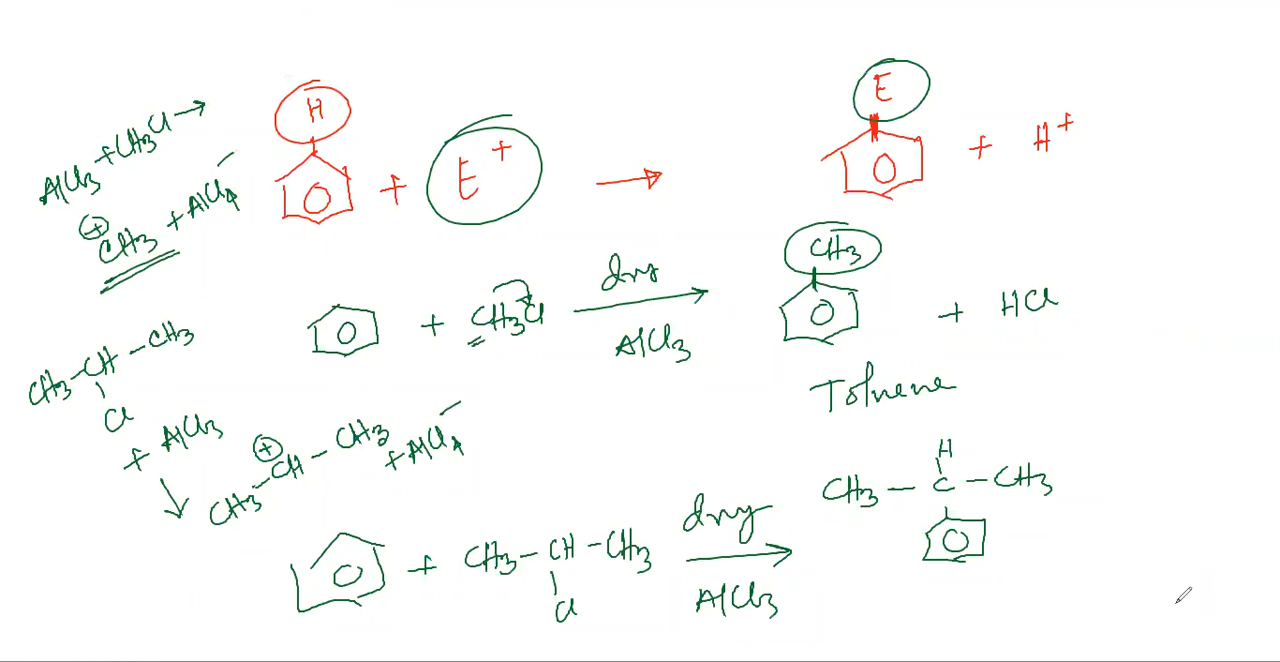 AlCl3 + CH3Cl →
⊕CH3 + AlCl4⁻
H
+ E⁺ →
E
+ H⁺
+ CH3Cl
dry
AlCl3
CH3
+ HCl
Toluene
CH3-CH-CH3
Cl
+ AlCl3
↓
CH3-⊕CH-CH3 + AlCl4⁻
+ CH3-CH-CH3
Cl
dry
AlCl3
H
CH3-C-CH3